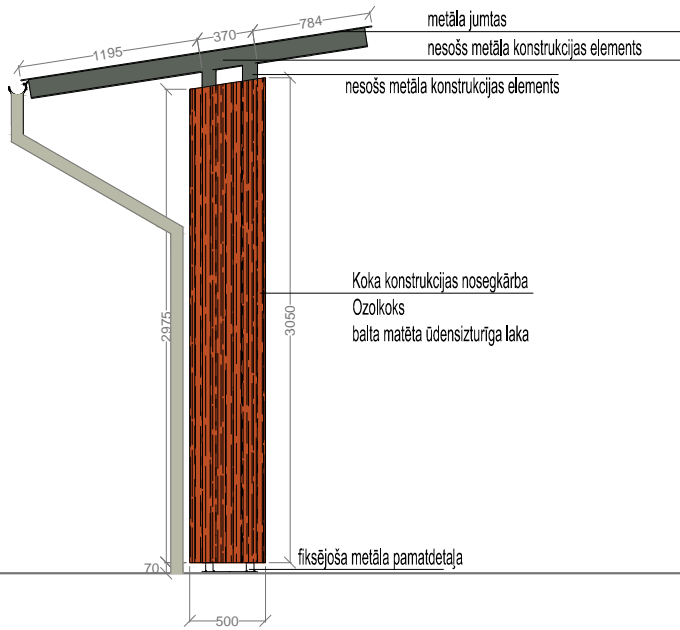 metāla jumtas
784
370
1195
nesošs metāla konstrukcijas elements
nesošs metāla konstrukcijas elements
Koka konstrukcijas nosegkārba
Ozolkoks
balta matēta ūdensizturīga laka
2975
3050
fiksējoša metāla pamatdetaļa
70
500